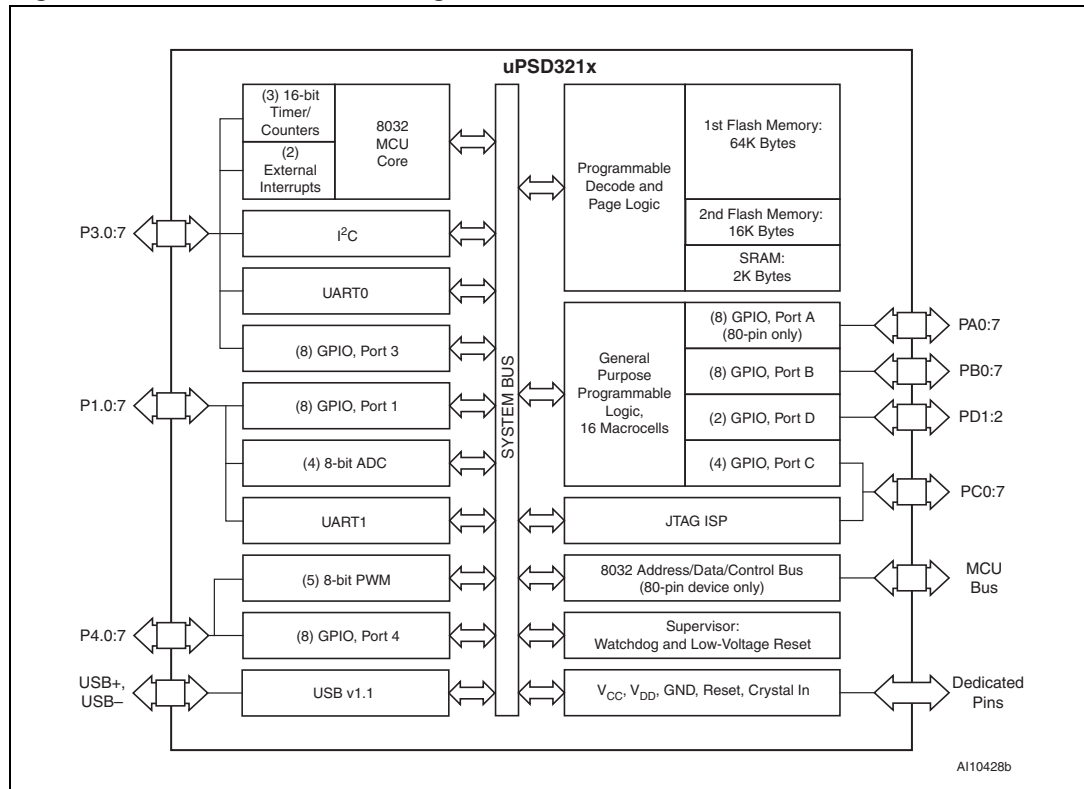 uPSD321x
(3) 16-bit
Timer/
Counters
(2)
External
Interrupts
8032
MCU
Core
P3.0:7
I²C
UART0
(8) GPIO, Port 3
P1.0:7
(8) GPIO, Port 1
(4) 8-bit ADC
UART1
(5) 8-bit PWM
P4.0:7
(8) GPIO, Port 4
USB+,
USB–
USB v1.1
SYSTEM BUS
Programmable
Decode and
Page Logic
1st Flash Memory:
64K Bytes
2nd Flash Memory:
16K Bytes
SRAM:
2K Bytes
General
Purpose
Programmable
Logic,
16 Macrocells
(8) GPIO, Port A
(80-pin only)
PA0:7
(8) GPIO, Port B
PB0:7
(2) GPIO, Port D
PD1:2
(4) GPIO, Port C
PC0:7
JTAG ISP
8032 Address/Data/Control Bus
(80-pin device only)
MCU
Bus
Supervisor:
Watchdog and Low-Voltage Reset
VCC, VDD, GND, Reset, Crystal In
Dedicated
Pins
AI10428b